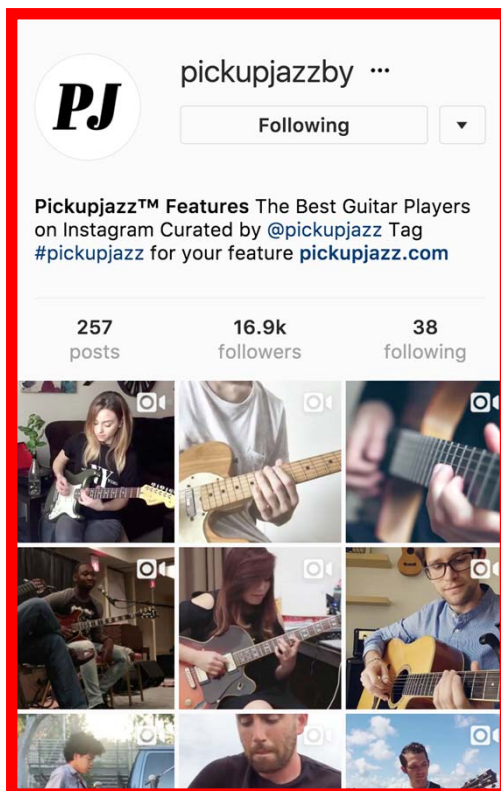 pickupjazzby ...
PJ
Following
Pickupjazz™ Features The Best Guitar Players
on Instagram Curated by @pickupjazz Tag
#pickupjazz for your feature pickupjazz.com
257 16.9k 38
posts followers following